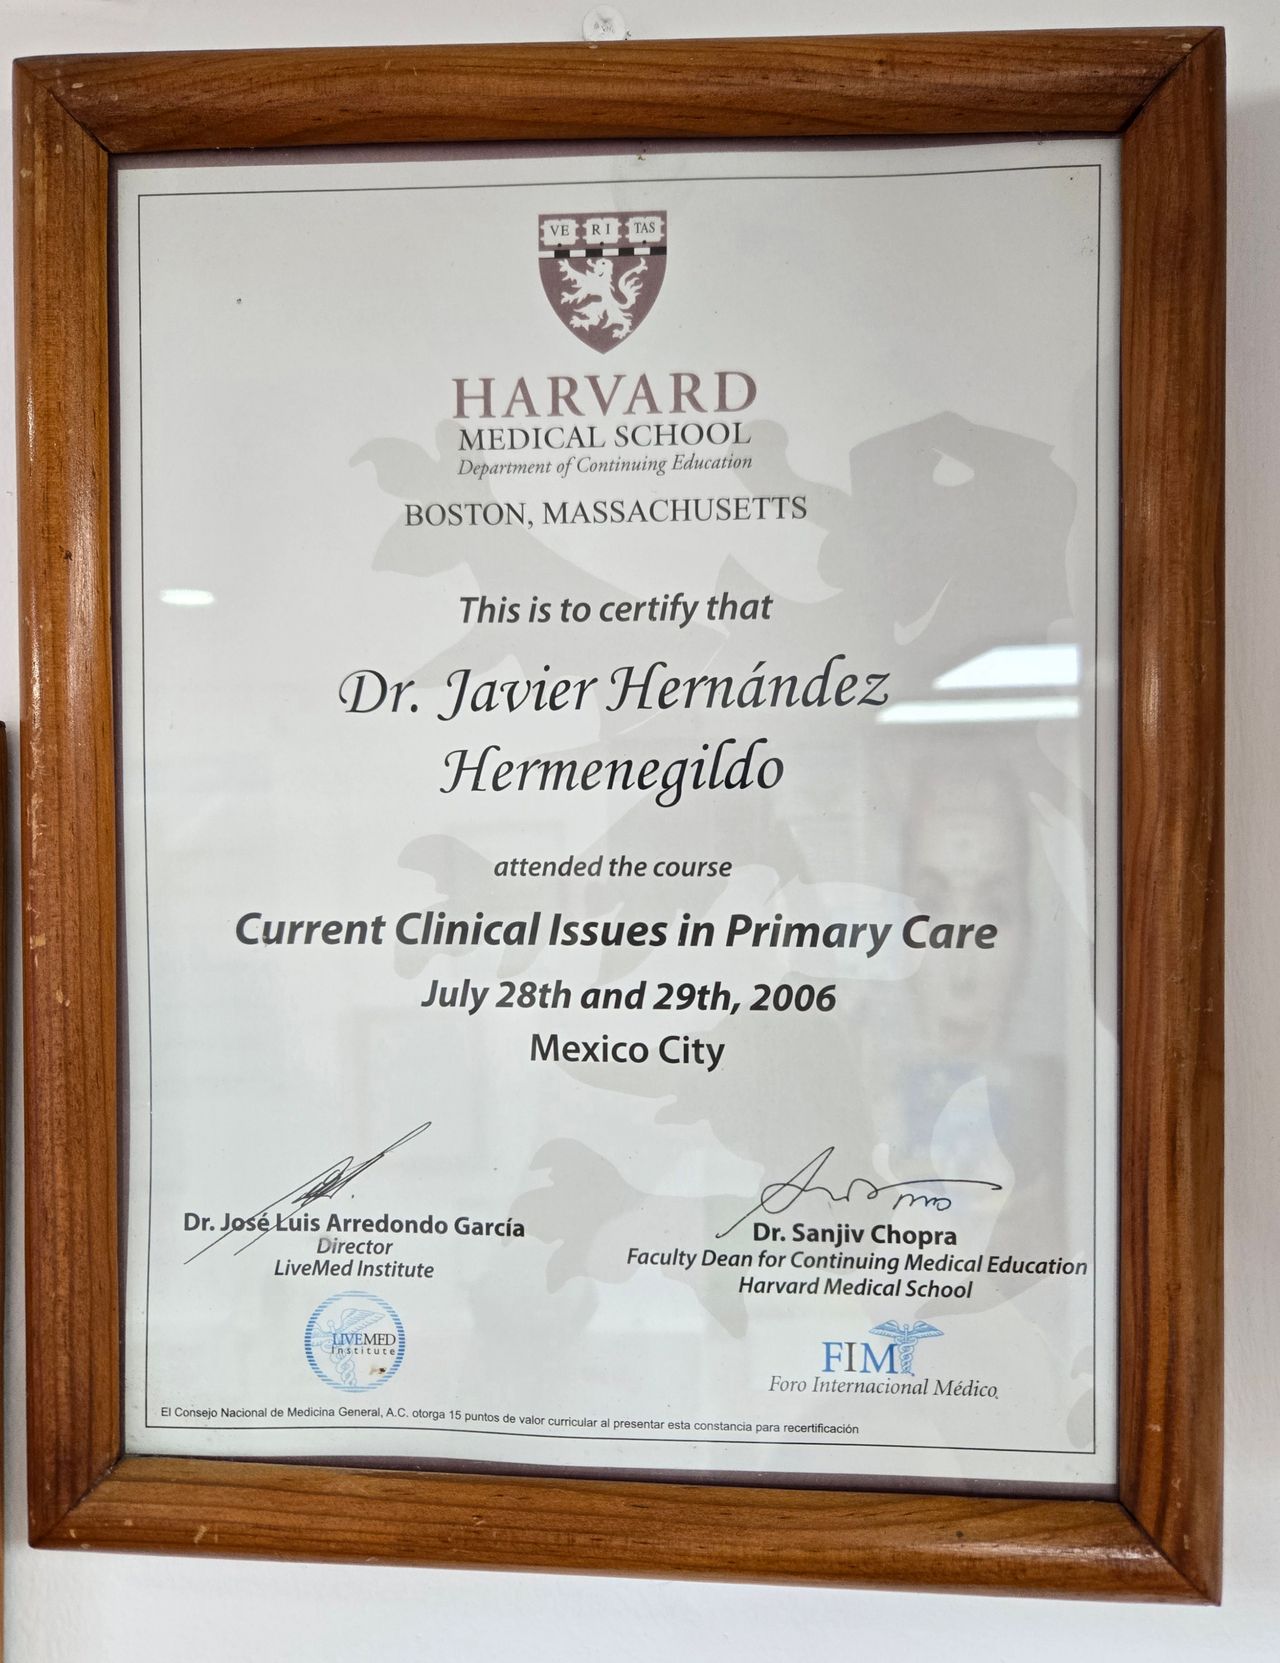 VE RI TAS
HARVARD
MEDICAL SCHOOL
Department of Continuing Education
BOSTON, MASSACHUSETTS
This is to certify that
Dr. Javier Hernández
Hermenegildo
attended the course
Current Clinical Issues in Primary Care
July 28th and 29th, 2006
Mexico City
Dr. José Luis Arredondo García
Director
LiveMed Institute
Dr. Sanjiv Chopra
Faculty Dean for Continuing Medical Education
Harvard Medical School
LIVEMED
Institute
FIM
Foro Internacional Médico
El Consejo Nacional de Medicina General, A.C. otorga 15 puntos de valor curricular al presentar esta constancia para recertificación